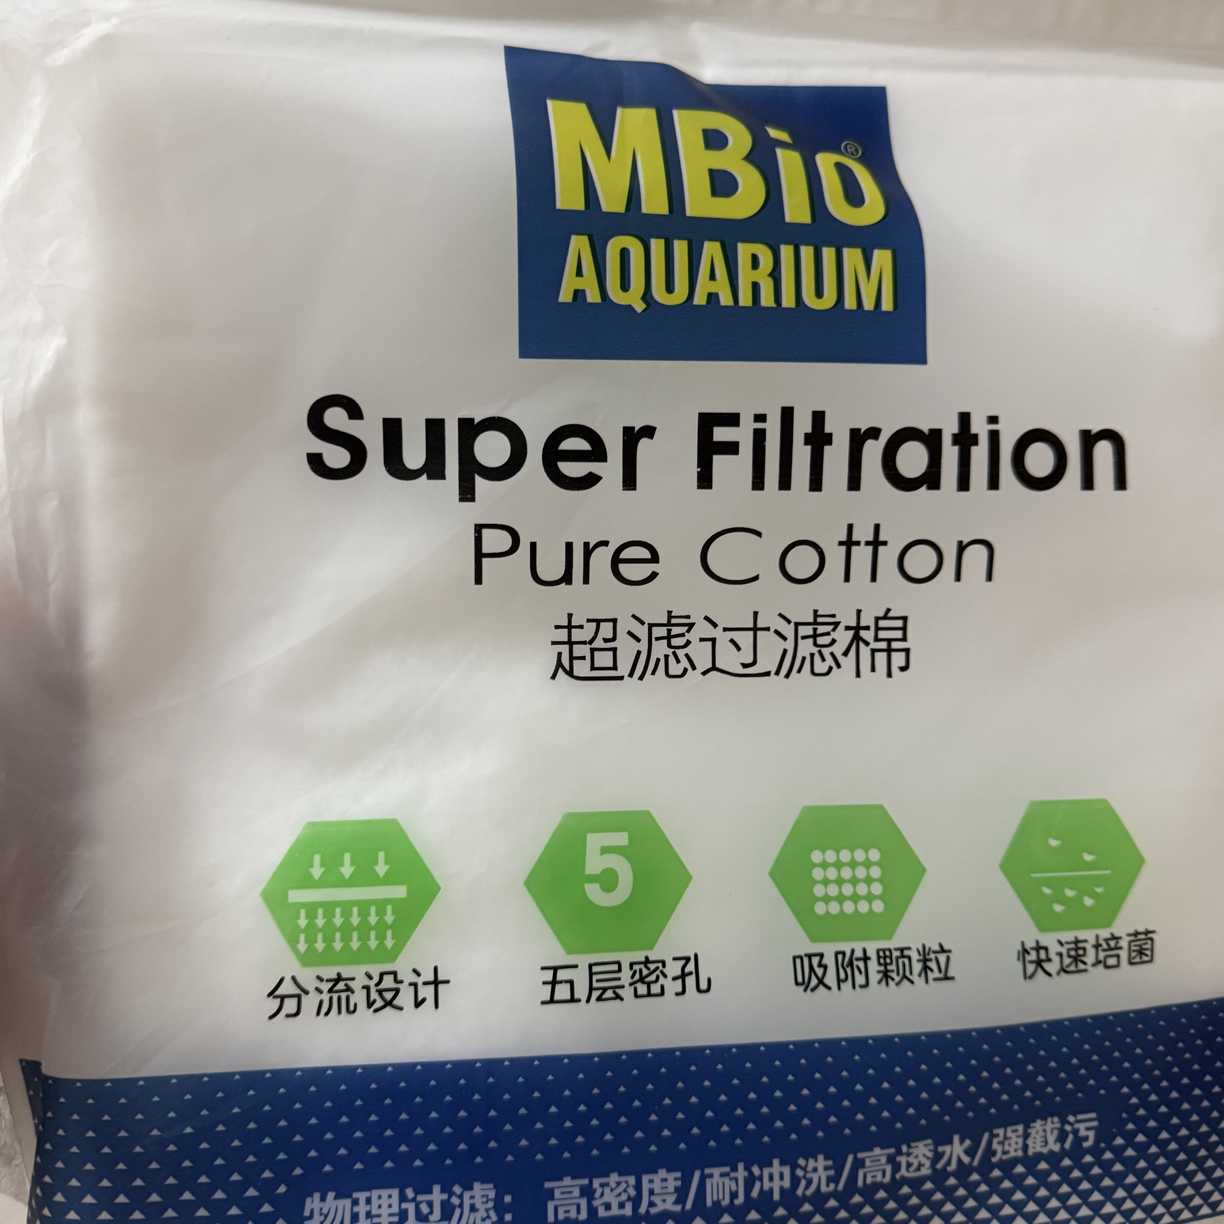 MBio®
AQUARIUM
Super Filtration
Pure Cotton
超滤过滤棉
5
分流设计 五层密孔 吸附颗粒 快速培菌
物理过滤：高密度/耐冲洗/高透水/强截污